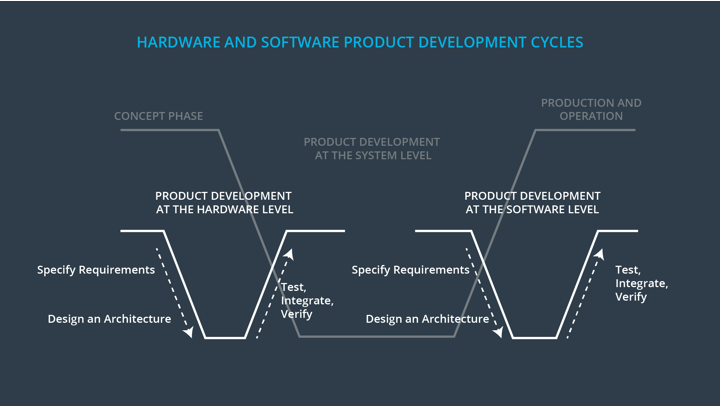 HARDWARE AND SOFTWARE PRODUCT DEVELOPMENT CYCLES
CONCEPT PHASE
PRODUCT DEVELOPMENT
AT THE SYSTEM LEVEL
PRODUCTION AND
OPERATION
PRODUCT DEVELOPMENT
AT THE HARDWARE LEVEL
Specify Requirements
Design an Architecture
Test,
Integrate,
Verify
PRODUCT DEVELOPMENT
AT THE SOFTWARE LEVEL
Specify Requirements
Design an Architecture
Test,
Integrate,
Verify